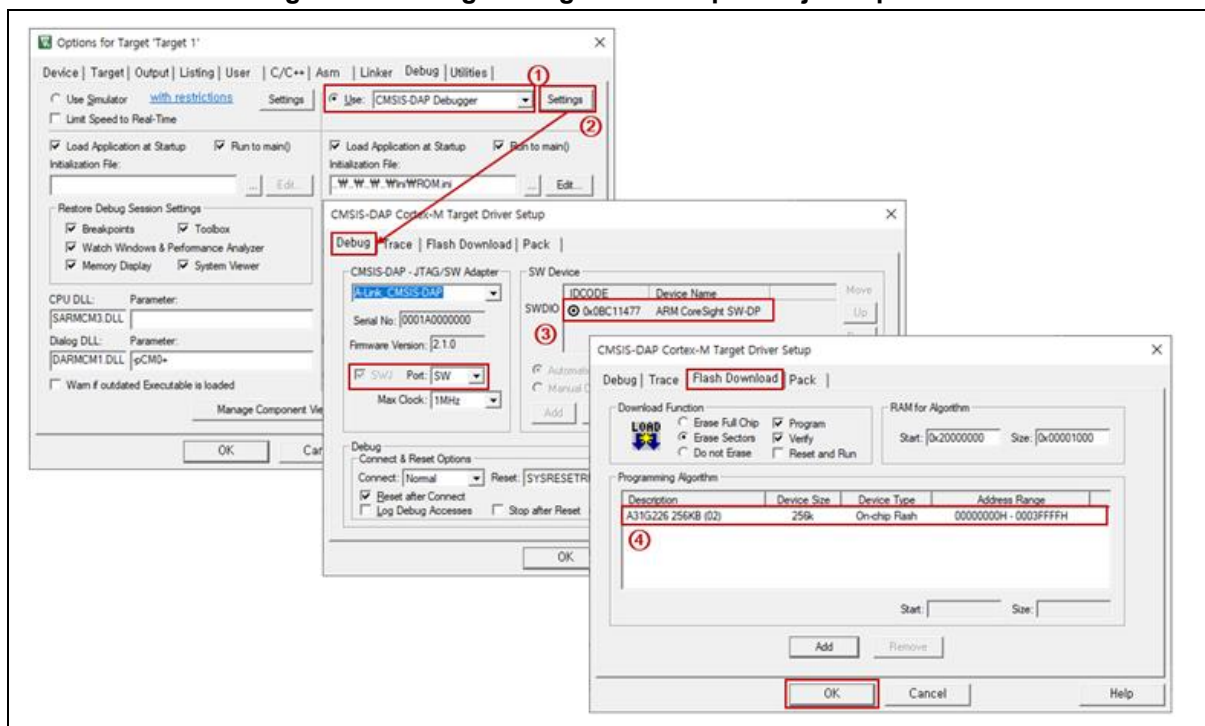 Options for Target 'Target 1'
Device | Target | Output | Listing | User | C/C++ | Asm | Linker Debug | Utilities |
①
Use Simulator with restrictions Settings
Use: CMSIS-DAP Debugger Settings
②
Limit Speed to Real-Time
Load Application at Startup Run to main()
Load Application at Startup Run to main()
Initialization File:
Initialization File:
... Edit...
..₩..₩..₩..₩ini₩ROM.ini ... Edit...
Restore Debug Session Settings
Breakpoints Toolbox
Watch Windows & Performance Analyzer
Memory Display System Viewer
CPU DLL: Parameter:
SARMCM3.DLL
Dialog DLL: Parameter:
DARMCM1.DLL -pCM0+
Warn if outdated Executable is loaded
Manage Component
OK
CMSIS-DAP Cortex-M Target Driver Setup
Debug Trace | Flash Download | Pack |
CMSIS-DAP - JTAG/SW Adapter
A-Link: CMSIS-DAP
Serial No: 0001A0000000
Firmware Version: 2.1.0
SWJ Port: SW
Max Clock: 1MHz
SW Device
IDCODE Device Name Move
SWDIO 0x0BC11477 ARM CoreSight SW-DP Up
③
Add
Debug
Connect & Reset Options
Connect: Normal Reset: SYSRESETR
Reset after Connect
Log Debug Accesses Stop after Reset
OK
CMSIS-DAP Cortex-M Target Driver Setup
Debug | Trace | Flash Download | Pack |
Download Function
LOAD
Erase Full Chip Program
Erase Sectors Verify
Do not Erase Reset and Run
RAM for Algorithm
Start: 0x20000000 Size: 0x00001000
Programming Algorithm
Description Device Size Device Type Address Range
A31G226 256KB (02) 256k On-chip Flash 00000000H - 0003FFFFH
④
Start: Size:
Add Remove
OK Cancel Help